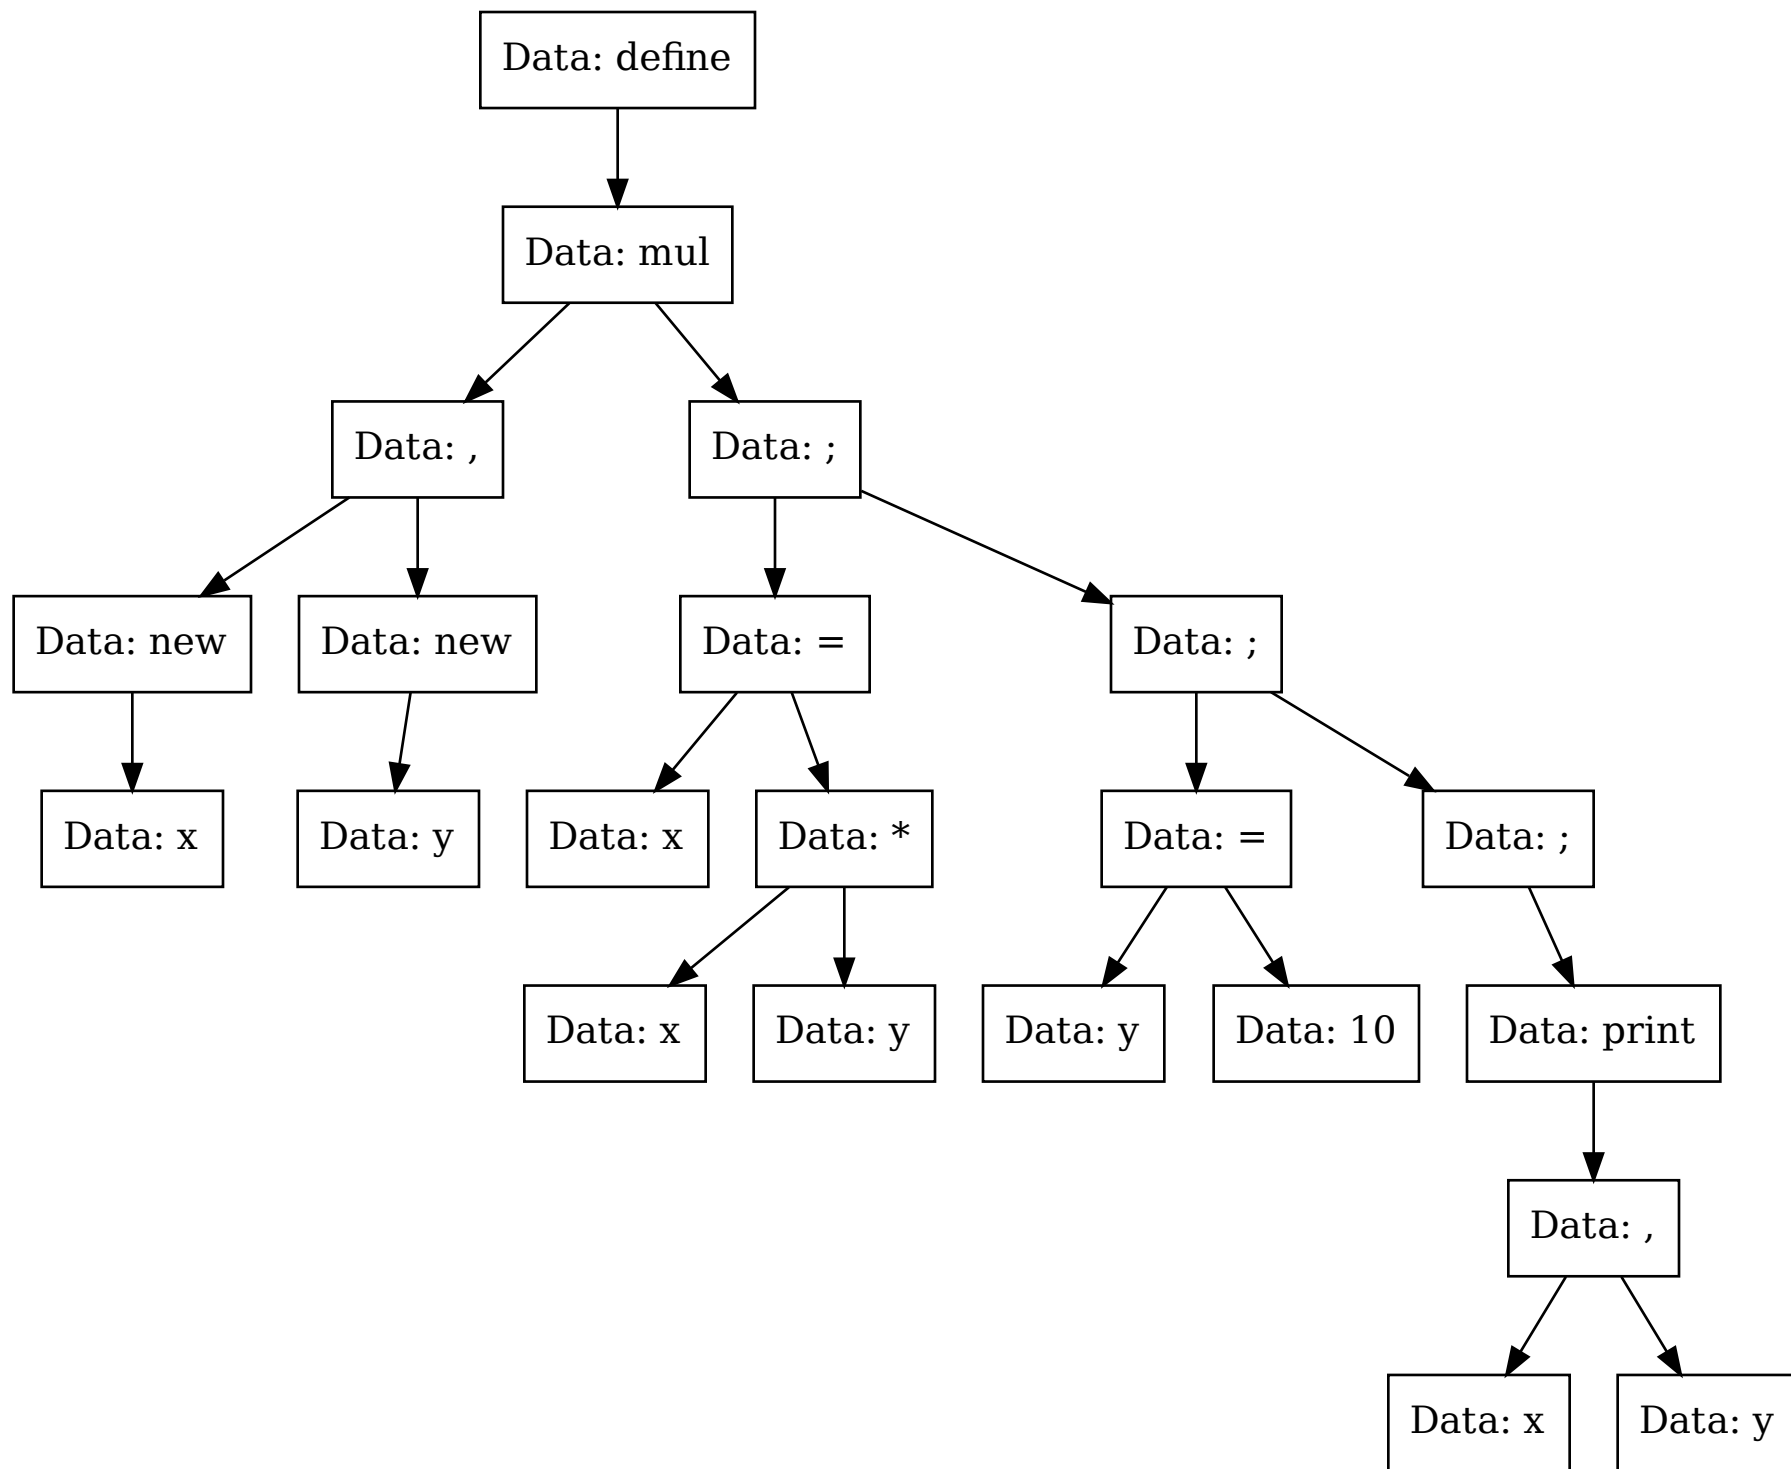 Data: define
Data: mul
Data: ,
Data: ;
Data: new
Data: new
Data: =
Data: ;
Data: x
Data: y
Data: x
Data: *
Data: =
Data: ;
Data: x
Data: y
Data: y
Data: 10
Data: print
Data: ,
Data: x
Data: y